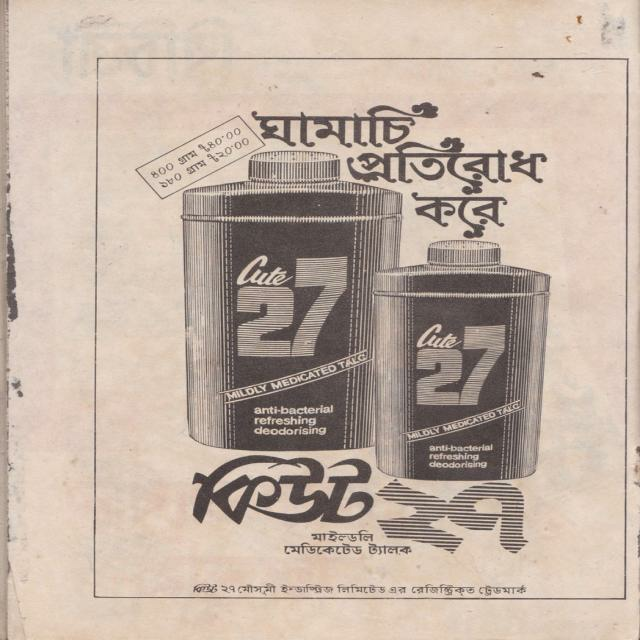 ৪০০ গ্রাম ৳.৪০·০০
১৮০ গ্রাম ৳.২০·০০
ঘামাচি
প্রতিরোধ
করে
Cute
27
MILDLY MEDICATED TALC
anti-bacterial
refreshing
deodorising
Cute
27
MILDLY MEDICATED TALC
anti-bacterial
refreshing
deodorising
কিউট ২৭
মাইল্ডলি
মেডিকেটেড ট্যালক
কিউট ২৭ মৌসুমী ইন্ডাস্ট্রিজ লিমিটেড এর রেজিস্ট্রিকৃত ট্রেডমার্ক